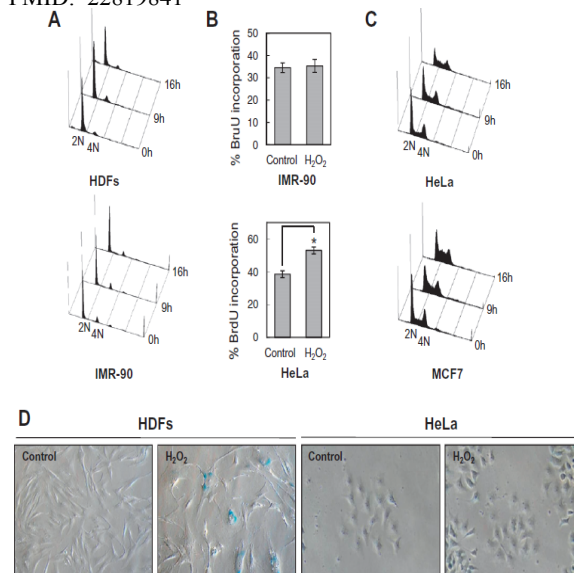 PMID: 22819841
A
B
C
16h
9h
0h
2N
4N
HDFs
% BruU incorporation
50
40
30
20
10
0
Control H₂O₂
IMR-90
16h
9h
0h
2N
4N
HeLa
16h
9h
0h
2N
4N
IMR-90
% BrdU incorporation
60
40
20
0
*
Control H₂O₂
HeLa
16h
9h
0h
2N
4N
MCF7
D
HDFs
HeLa
Control
H₂O₂
Control
H₂O₂